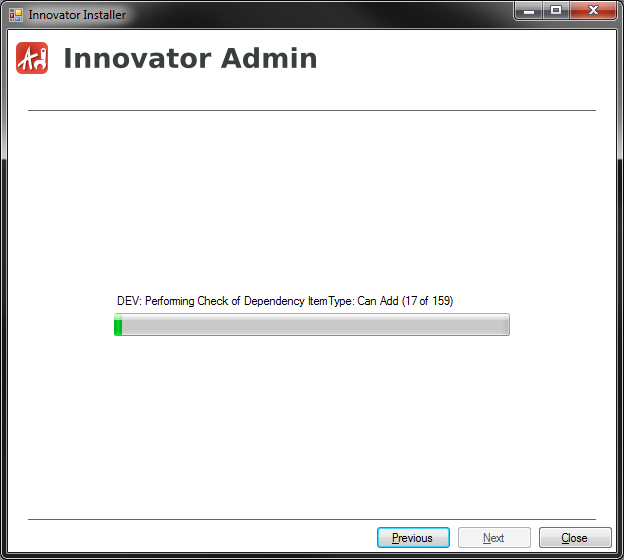 Innovator Installer
Innovator Admin
DEV: Performing Check of Dependency ItemType: Can Add (17 of 159)
Previous
Next
Close